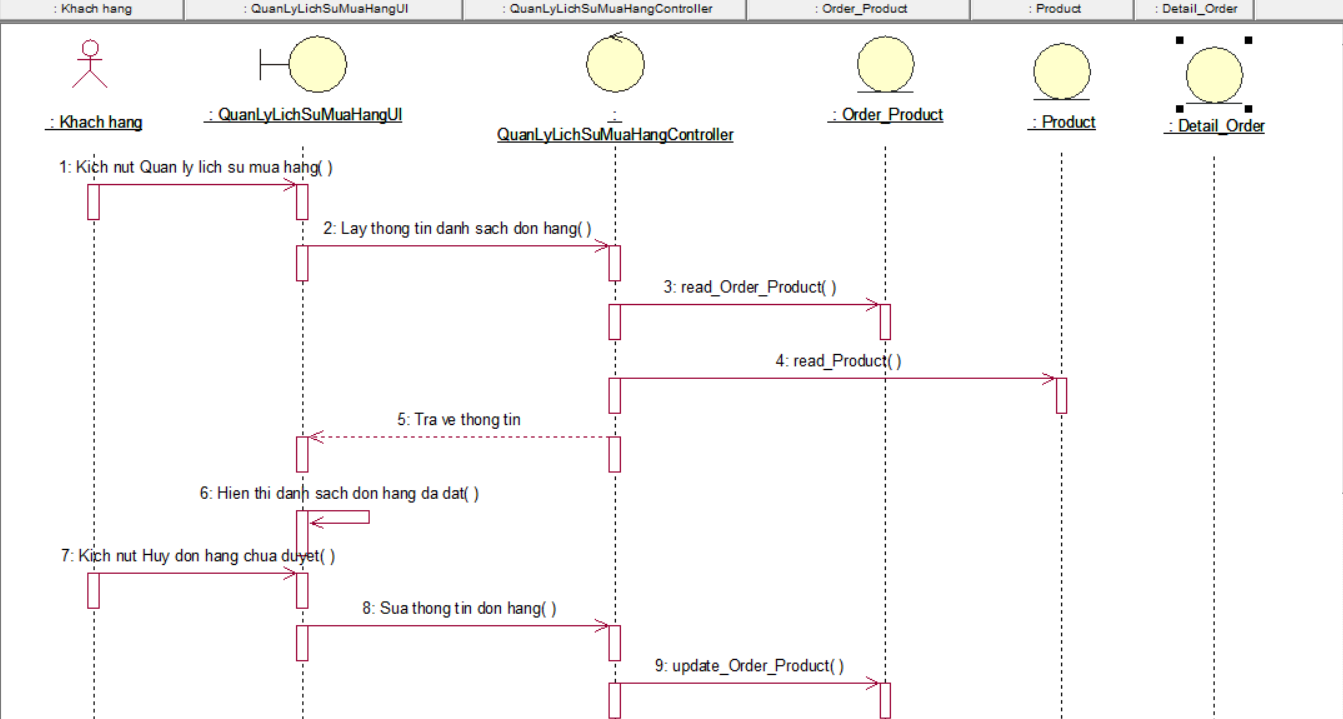 : Khach hang
: QuanLyLichSuMuaHangUI
: QuanLyLichSuMuaHangController
: Order_Product
: Product
: Detail_Order
: Khach hang
: QuanLyLichSuMuaHangUI
:
QuanLyLichSuMuaHangController
: Order_Product
: Product
: Detail_Order
1: Kich nut Quan ly lich su mua hang( )
2: Lay thong tin danh sach don hang( )
3: read_Order_Product( )
4: read_Product( )
5: Tra ve thong tin
6: Hien thi danh sach don hang da dat( )
7: Kich nut Huy don hang chua duyet( )
8: Sua thong tin don hang( )
9: update_Order_Product( )